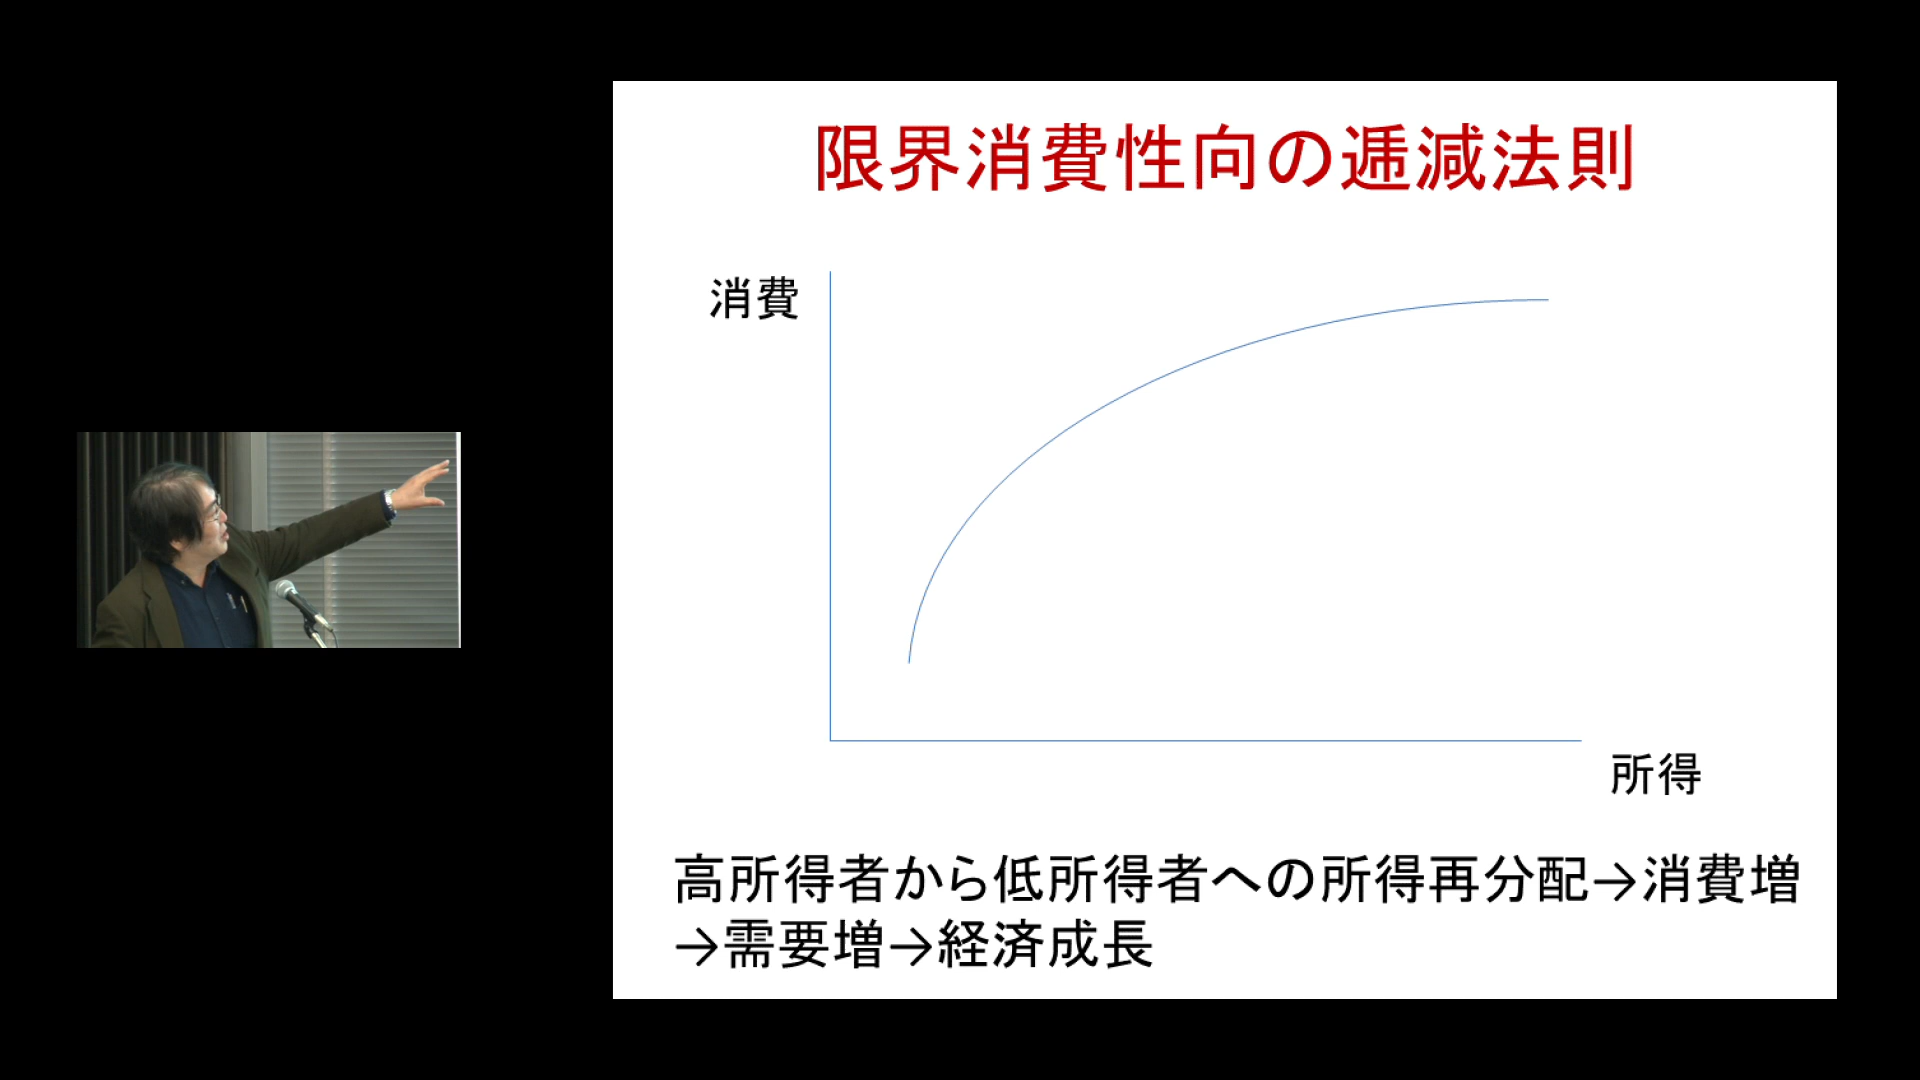 限界消費性向の逓減法則
消費
所得
高所得者から低所得者への所得再分配→消費増
→需要増→経済成長